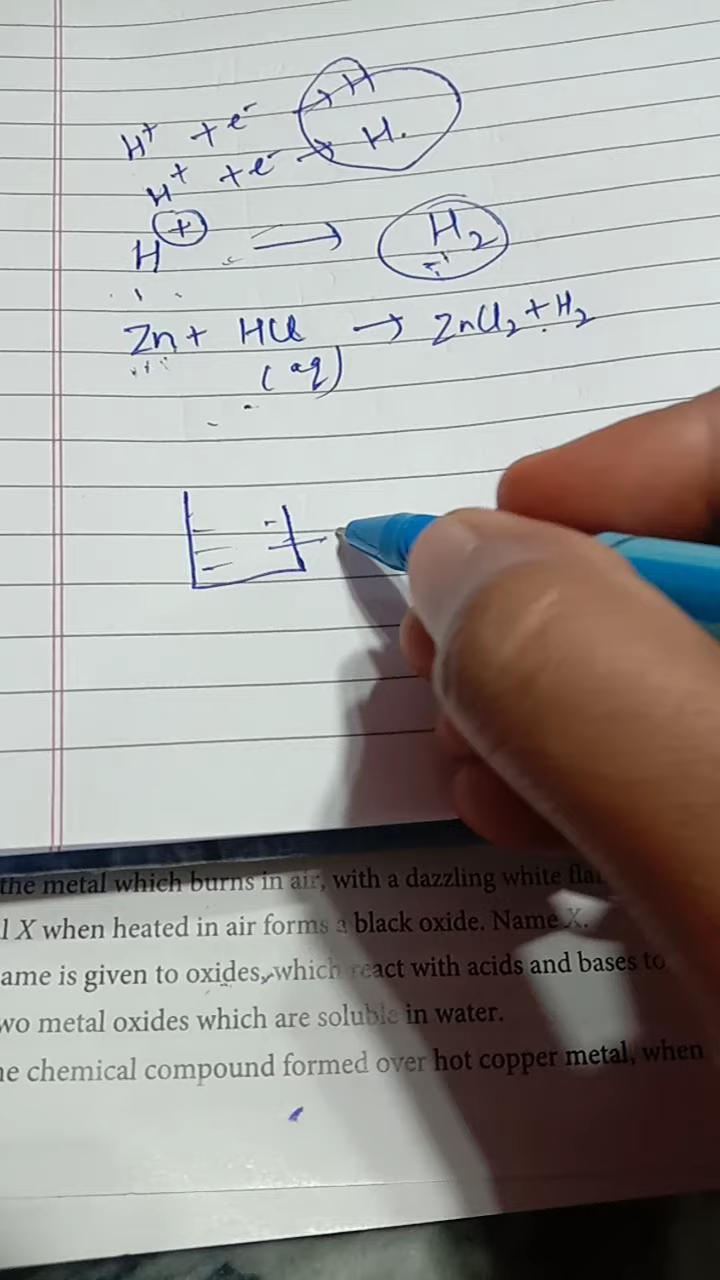 H⁺ + e⁻ → H
H⁺ + e⁻ → H.
H⁺ ⟶ H₂
Zn + HCl → ZnCl₂ + H₂
(aq)
the metal which burns in air, with a dazzling white
X when heated in air forms a black oxide. Name X.
ame is given to oxides, which react with acids and bases to
wo metal oxides which are soluble in water.
e chemical compound formed over hot copper metal, when